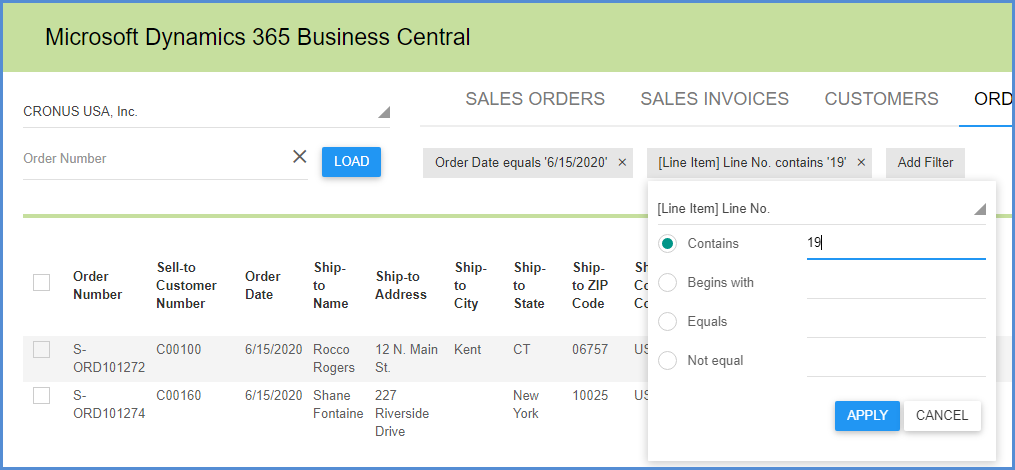 Microsoft Dynamics 365 Business Central
CRONUS USA, Inc.
SALES ORDERS SALES INVOICES CUSTOMERS ORD
Order Number LOAD
Order Date equals '6/15/2020' × [Line Item] Line No. contains '19' × Add Filter
[Line Item] Line No.
Contains 19
Begins with
Equals
Not equal
APPLY CANCEL
Order Number
Sell-to Customer Number
Order Date
Ship-to Name
Ship-to Address
Ship-to City
Ship-to State
Ship-to ZIP Code
Sh Co Co
S-ORD101272 C00100 6/15/2020 Rocco Rogers 12 N. Main St. Kent CT 06757 US
S-ORD101274 C00160 6/15/2020 Shane Fontaine 227 Riverside Drive New York 10025 US